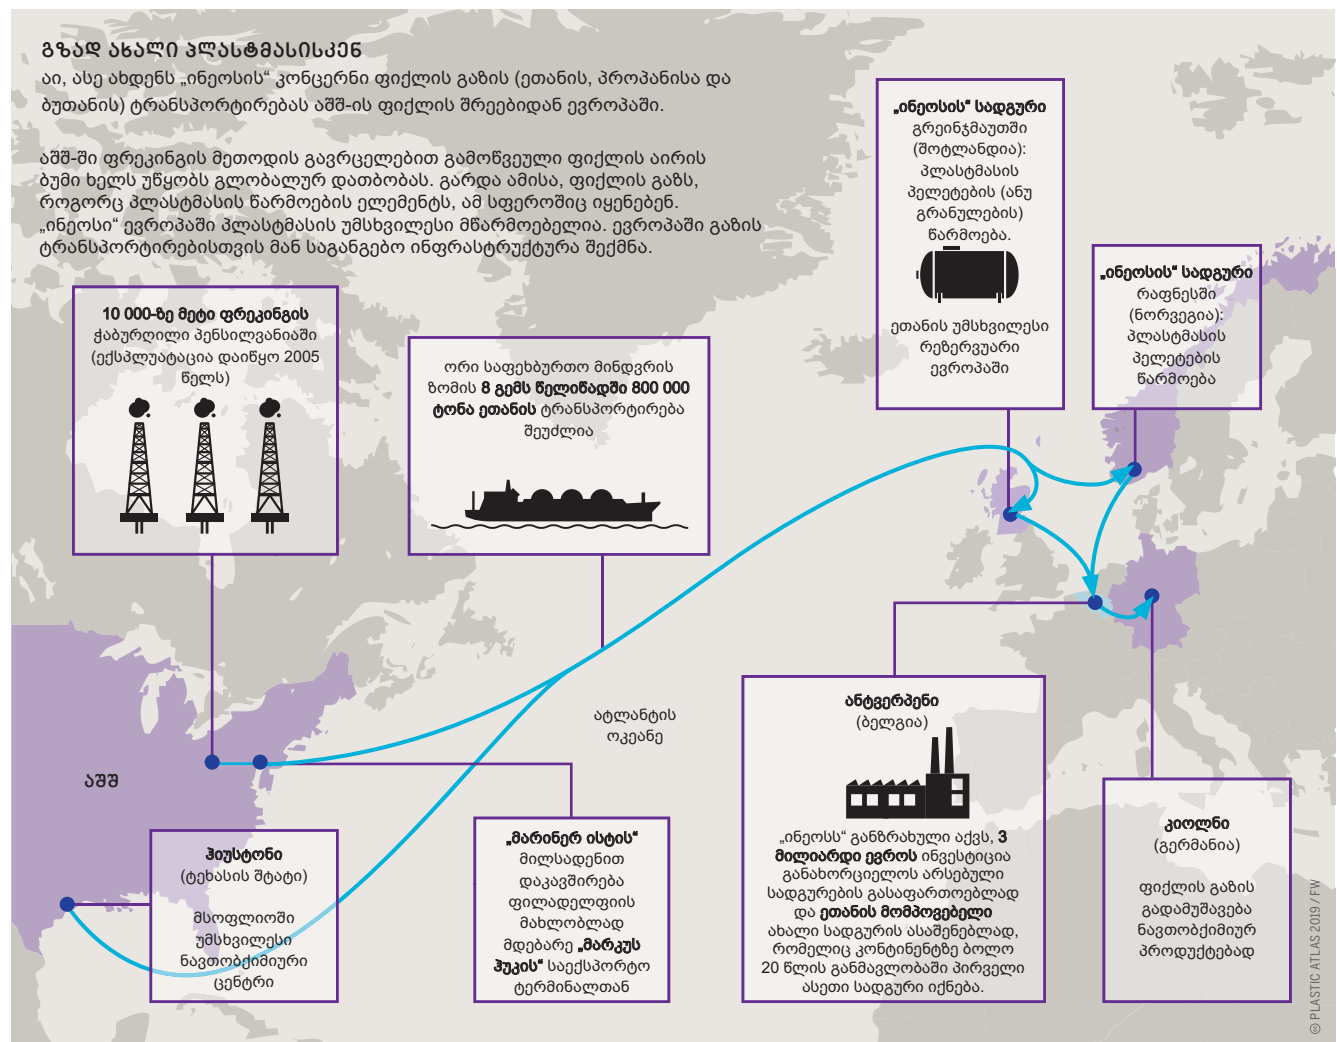 გზად ახალი პლასტმასისკენ
აი, ასე ახდენს „ინეოსის“ კონცერნი ფიქლის გაზის (ეთანის, პროპანისა და
ბუთანის) ტრანსპორტირებას აშშ-ის ფიქლის შრეებიდან ევროპაში.
აშშ-ში ფრეკინგის მეთოდის გავრცელებით გამოწვეული ფიქლის აირის
ბუმი ხელს უწყობს გლობალურ დათბობას. გარდა ამისა, ფიქლის გაზს,
როგორც პლასტმასის წარმოების ელემენტს, ამ სფეროშიც იყენებენ.
„ინეოსი“ ევროპაში პლასტმასის უმსხვილესი მწარმოებელია. ევროპაში გაზის
ტრანსპორტირებისთვის მან საგანგებო ინფრასტრუქტურა შექმნა.
„ინეოსის“ სადგური
გრეინჯმაუთში
(შოტლანდია):
პლასტმასის
პელეტების (ანუ
გრანულების)
წარმოება.
ეთანის უმსხვილესი
რეზერვუარი
ევროპაში
„ინეოსის“ სადგური
რაფნესში
(ნორვეგია):
პლასტმასის
პელეტების
წარმოება
10 000-ზე მეტი ფრეკინგის
ჭაბურღილი პენსილვანიაში
(ექსპლუატაცია დაიწყო 2005
წელს)
ორი საფეხბურთო მინდვრის
ზომის 8 გემს წელიწადში 800 000
ტონა ეთანის ტრანსპორტირება
შეუძლია
ატლანტის
ოკეანე
აშშ
ჰიუსტონი
(ტეხასის შტატი)
მსოფლიოში
უმსხვილესი
ნავთობქიმიური
ცენტრი
„მარინერ ისტის“
მილსადენით
დაკავშირება
ფილადელფიის
მახლობლად
მდებარე „მარკუს
ჰუკის“ საექსპორტო
ტერმინალთან
ანტვერპენი
(ბელგია)
„ინეოსს“ განზრახული აქვს, 3
მილიარდი ევროს ინვესტიცია
განახორციელოს არსებული
სადგურების გასაფართოებლად
და ეთანის მომპოვებელი
ახალი სადგურის ასაშენებლად,
რომელიც კონტინენტზე ბოლო
20 წლის განმავლობაში პირველი
ასეთი სადგური იქნება.
კიოლნი
(გერმანია)
ფიქლის გაზის
გადამუშავება
ნავთობქიმიურ
პროდუქტებად
PLASTIC ATLAS 2019 / FW